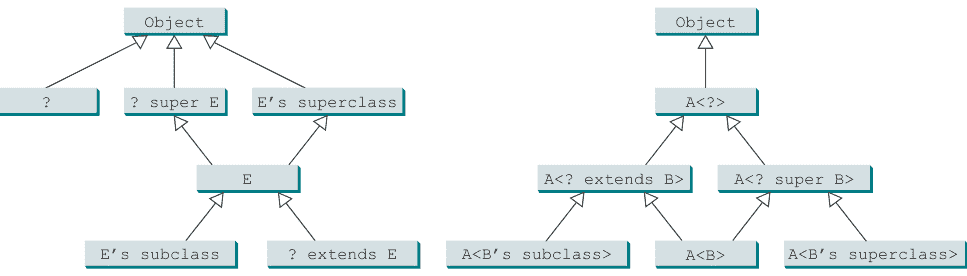 Object
Object
?
? super E
E’s superclass
A<?>
E
A<? extends B>
A<? super B>
E’s subclass
? extends E
A<B’s subclass>
A<B>
A<B’s superclass>